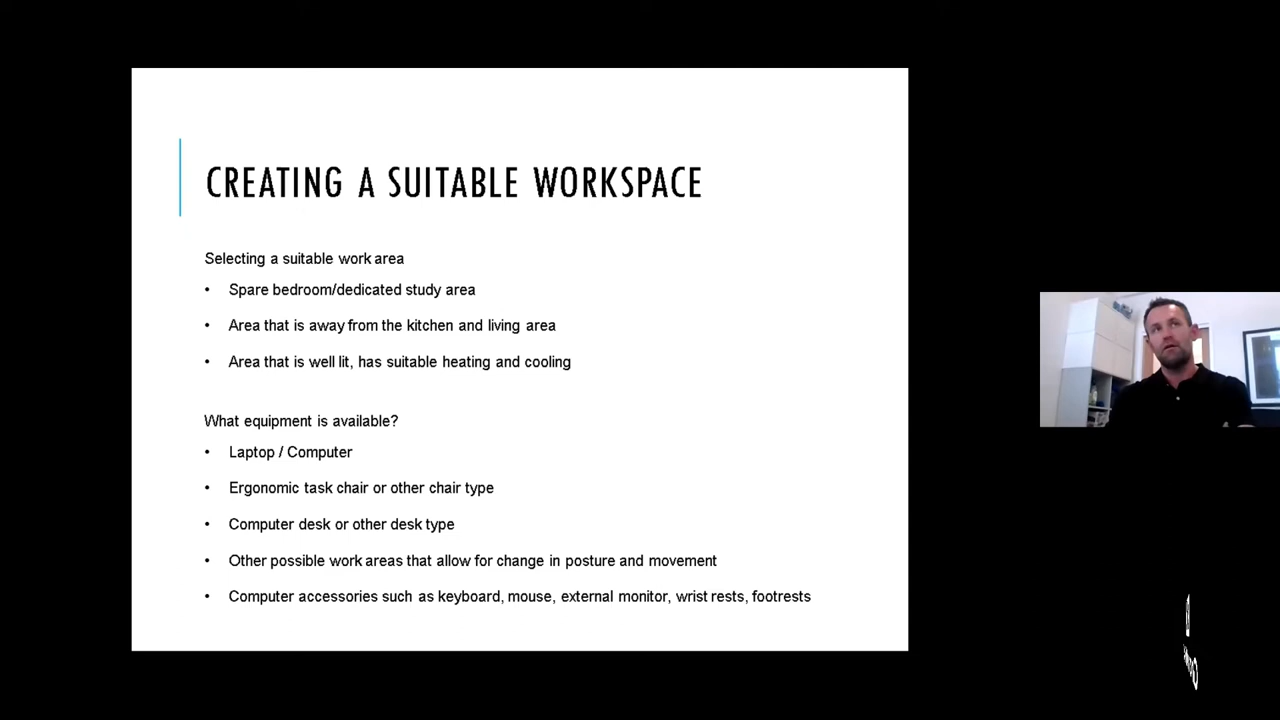 CREATING A SUITABLE WORKSPACE
Selecting a suitable work area
• Spare bedroom/dedicated study area
• Area that is away from the kitchen and living area
• Area that is well lit, has suitable heating and cooling
What equipment is available?
• Laptop / Computer
• Ergonomic task chair or other chair type
• Computer desk or other desk type
• Other possible work areas that allow for change in posture and movement
• Computer accessories such as keyboard, mouse, external monitor, wrist rests, footrests